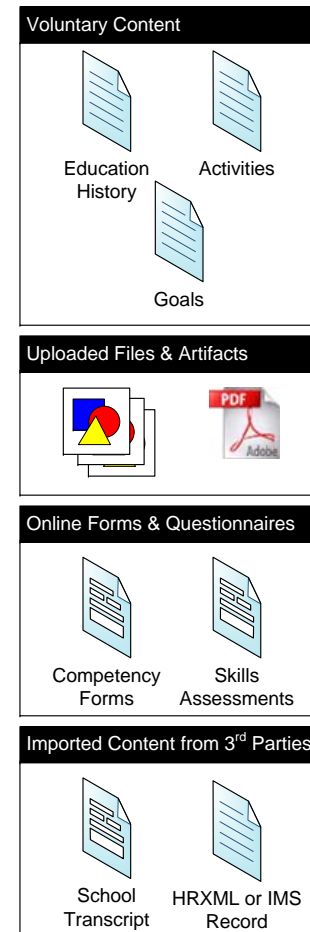 Voluntary Content
Education
History
Activities
Goals
Uploaded Files & Artifacts
PDF
Adobe
Online Forms & Questionnaires
Competency
Forms
Skills
Assessments
Imported Content from 3rd Parties
School
Transcript
HRXML or IMS
Record